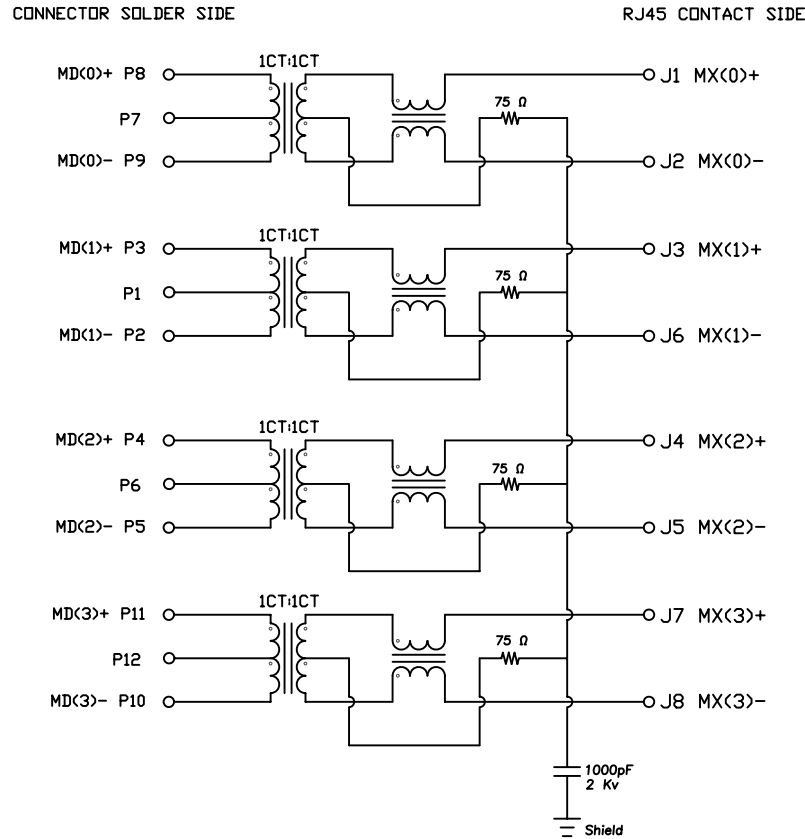 CONNECTOR SOLDER SIDE
RJ45 CONTACT SIDE
1CT:1CT
MD(0)+ P8
J1 MX(0)+
75 Ω
P7
MD(0)- P9
J2 MX(0)-
1CT:1CT
MD(1)+ P3
J3 MX(1)+
75 Ω
P1
MD(1)- P2
J6 MX(1)-
1CT:1CT
MD(2)+ P4
J4 MX(2)+
75 Ω
P6
MD(2)- P5
J5 MX(2)-
1CT:1CT
MD(3)+ P11
J7 MX(3)+
75 Ω
P12
MD(3)- P10
J8 MX(3)-
1000pF
2 Kv
Shield